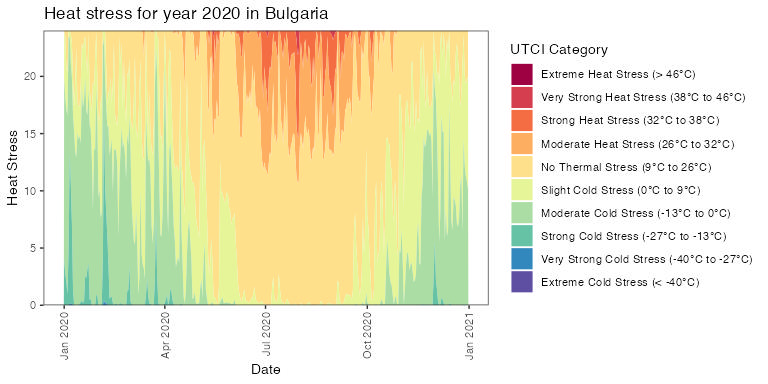 Heat stress for year 2020 in Bulgaria
Heat Stress
20
15
10
5
0
Jan 2020
Apr 2020
Jul 2020
Oct 2020
Jan 2021
Date
UTCI Category
Extreme Heat Stress (> 46°C)
Very Strong Heat Stress (38°C to 46°C)
Strong Heat Stress (32°C to 38°C)
Moderate Heat Stress (26°C to 32°C)
No Thermal Stress (9°C to 26°C)
Slight Cold Stress (0°C to 9°C)
Moderate Cold Stress (-13°C to 0°C)
Strong Cold Stress (-27°C to -13°C)
Very Strong Cold Stress (-40°C to -27°C)
Extreme Cold Stress (< -40°C)